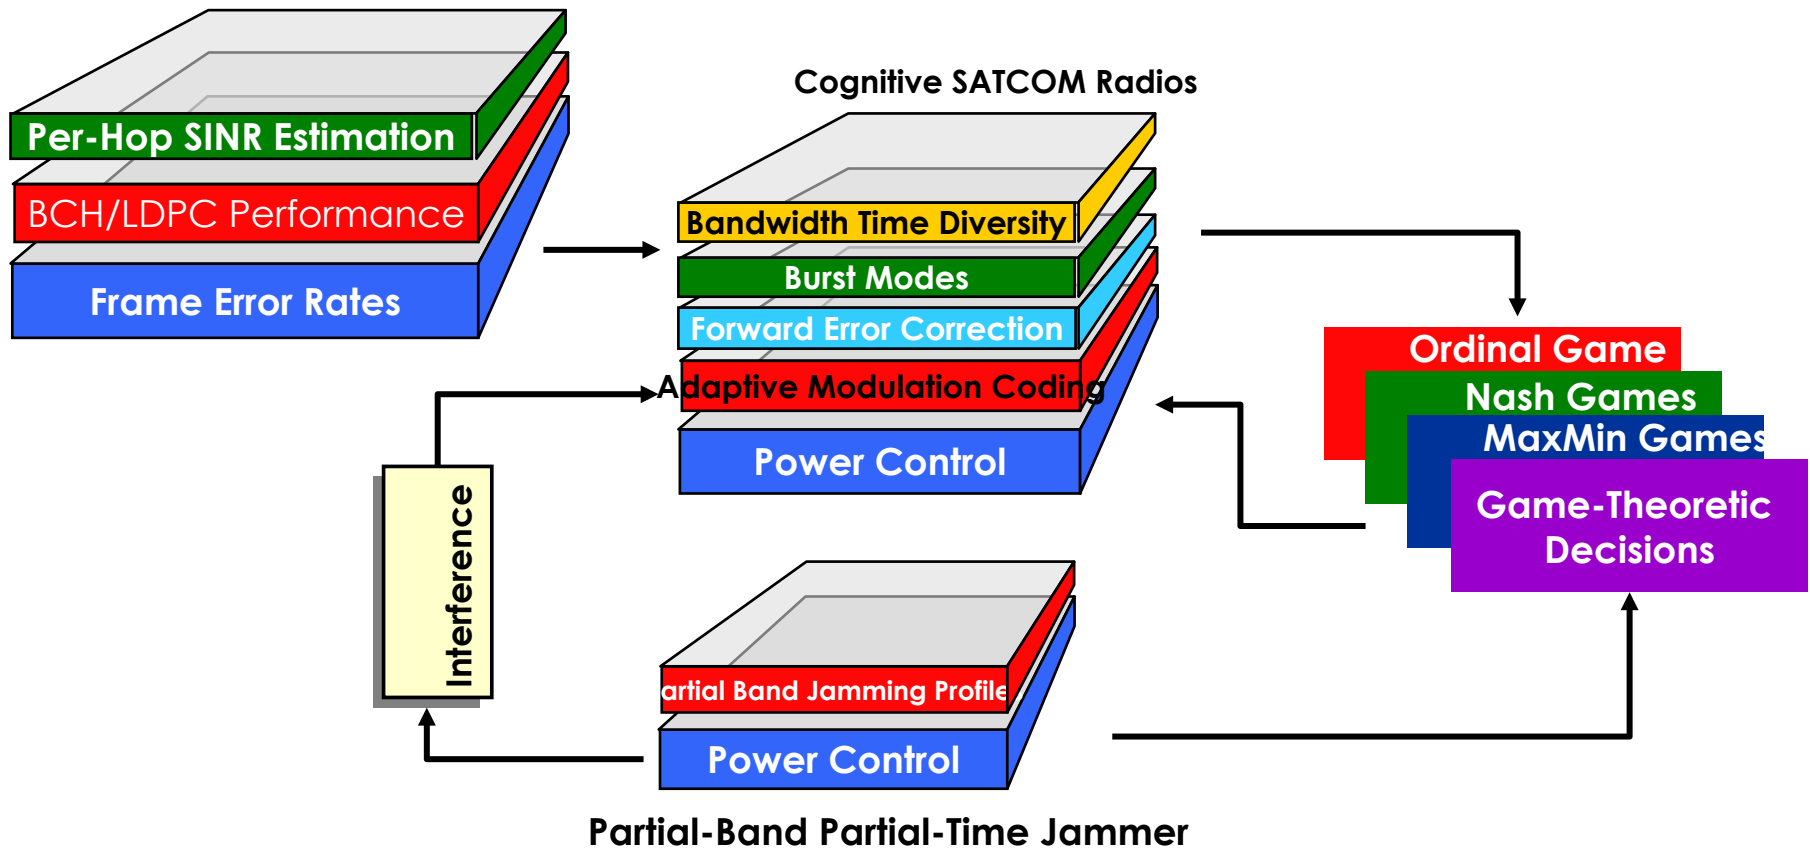 Cognitive SATCOM Radios
Per-Hop SINR Estimation
BCH/LDPC Performance
Frame Error Rates
Bandwidth Time Diversity
Burst Modes
Forward Error Correction
Adaptive Modulation Coding
Power Control
Ordinal Game
Nash Games
MaxMin Games
Game-Theoretic
Decisions
Interference
artial Band Jamming Profile
Power Control
Partial-Band Partial-Time Jammer